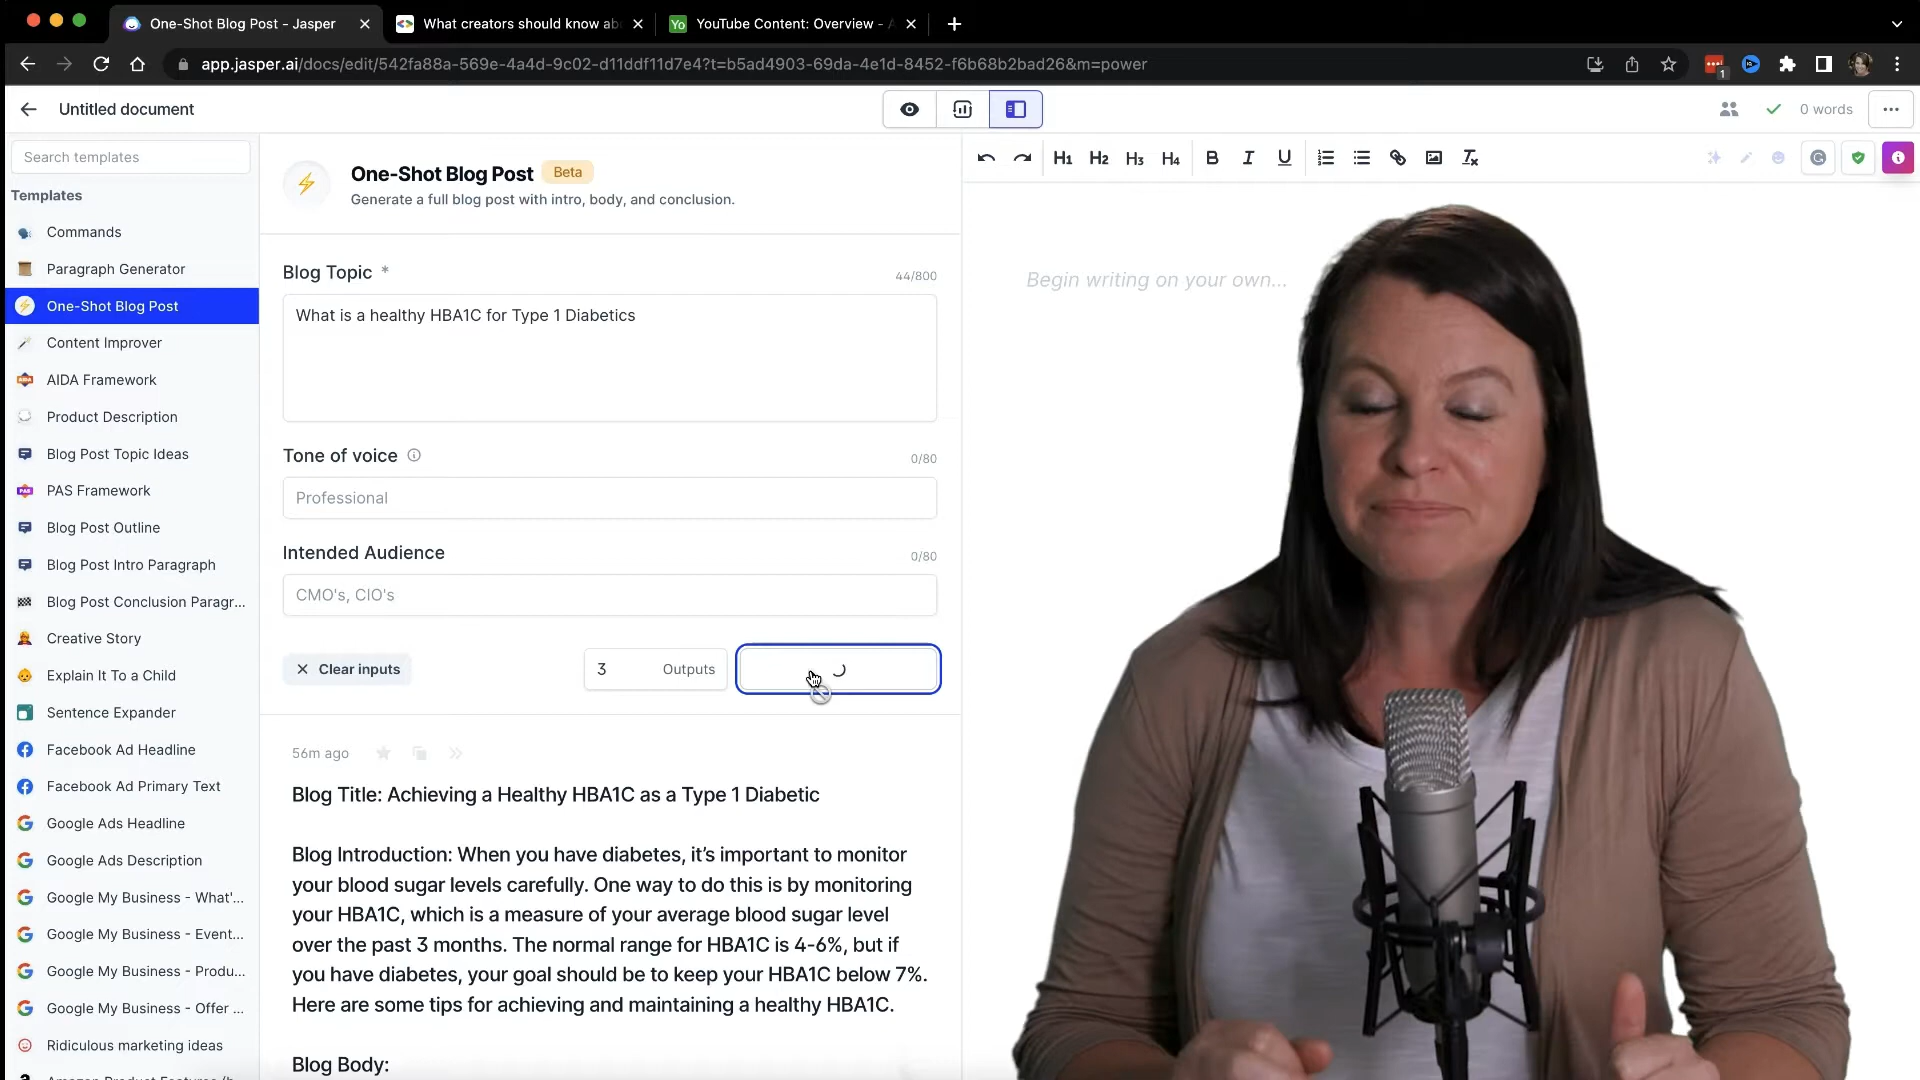 One-Shot Blog Post - Jasper
What creators should know ab
YouTube Content: Overview - A
app.jasper.ai/docs/edit/542fa88a-569e-4a4d-9c02-d11ddf11d7e4?t=b5ad4903-69da-4e1d-8452-f6b68b2bad26&m=power
1
Untitled document
0 words
Search templates
Templates
Commands
Paragraph Generator
One-Shot Blog Post
Content Improver
AIDA Framework
Product Description
Blog Post Topic Ideas
PAS Framework
Blog Post Outline
Blog Post Intro Paragraph
Blog Post Conclusion Paragr...
Creative Story
Explain It To a Child
Sentence Expander
Facebook Ad Headline
Facebook Ad Primary Text
Google Ads Headline
Google Ads Description
Google My Business - What'...
Google My Business - Event...
Google My Business - Produ...
Google My Business - Offer ...
Ridiculous marketing ideas
One-Shot Blog Post Beta
Generate a full blog post with intro, body, and conclusion.
Blog Topic *
44/800
What is a healthy HBA1C for Type 1 Diabetics
Tone of voice
0/80
Professional
Intended Audience
0/80
CMO's, CIO's
Clear inputs
3 Outputs
56m ago
Blog Title: Achieving a Healthy HBA1C as a Type 1 Diabetic
Blog Introduction: When you have diabetes, it's important to monitor
your blood sugar levels carefully. One way to do this is by monitoring
your HBA1C, which is a measure of your average blood sugar level
over the past 3 months. The normal range for HBA1C is 4-6%, but if
you have diabetes, your goal should be to keep your HBA1C below 7%.
Here are some tips for achieving and maintaining a healthy HBA1C.
Blog Body:
H1 H2 H3 H4 B I U
Begin writing on your own...